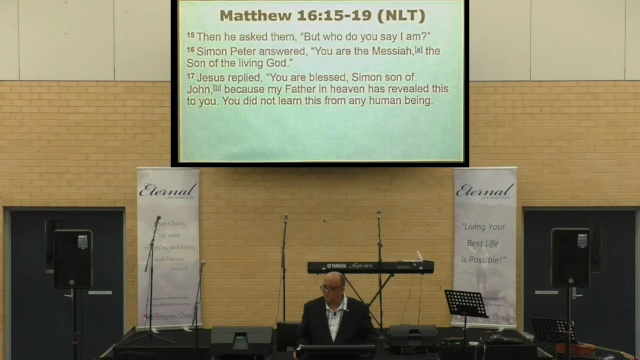 Matthew 16:15-19 (NLT)
15 Then he asked them, “But who do you say I am?”
16 Simon Peter answered, “You are the Messiah,[a] the
Son of the living God.”
17 Jesus replied, “You are blessed, Simon son of
John,[b] because my Father in heaven has revealed this
to you. You did not learn this from any human being.
Eternal
and forever.
YAMAHA
Eternal
“Living Your
Best Life
is Possible!”